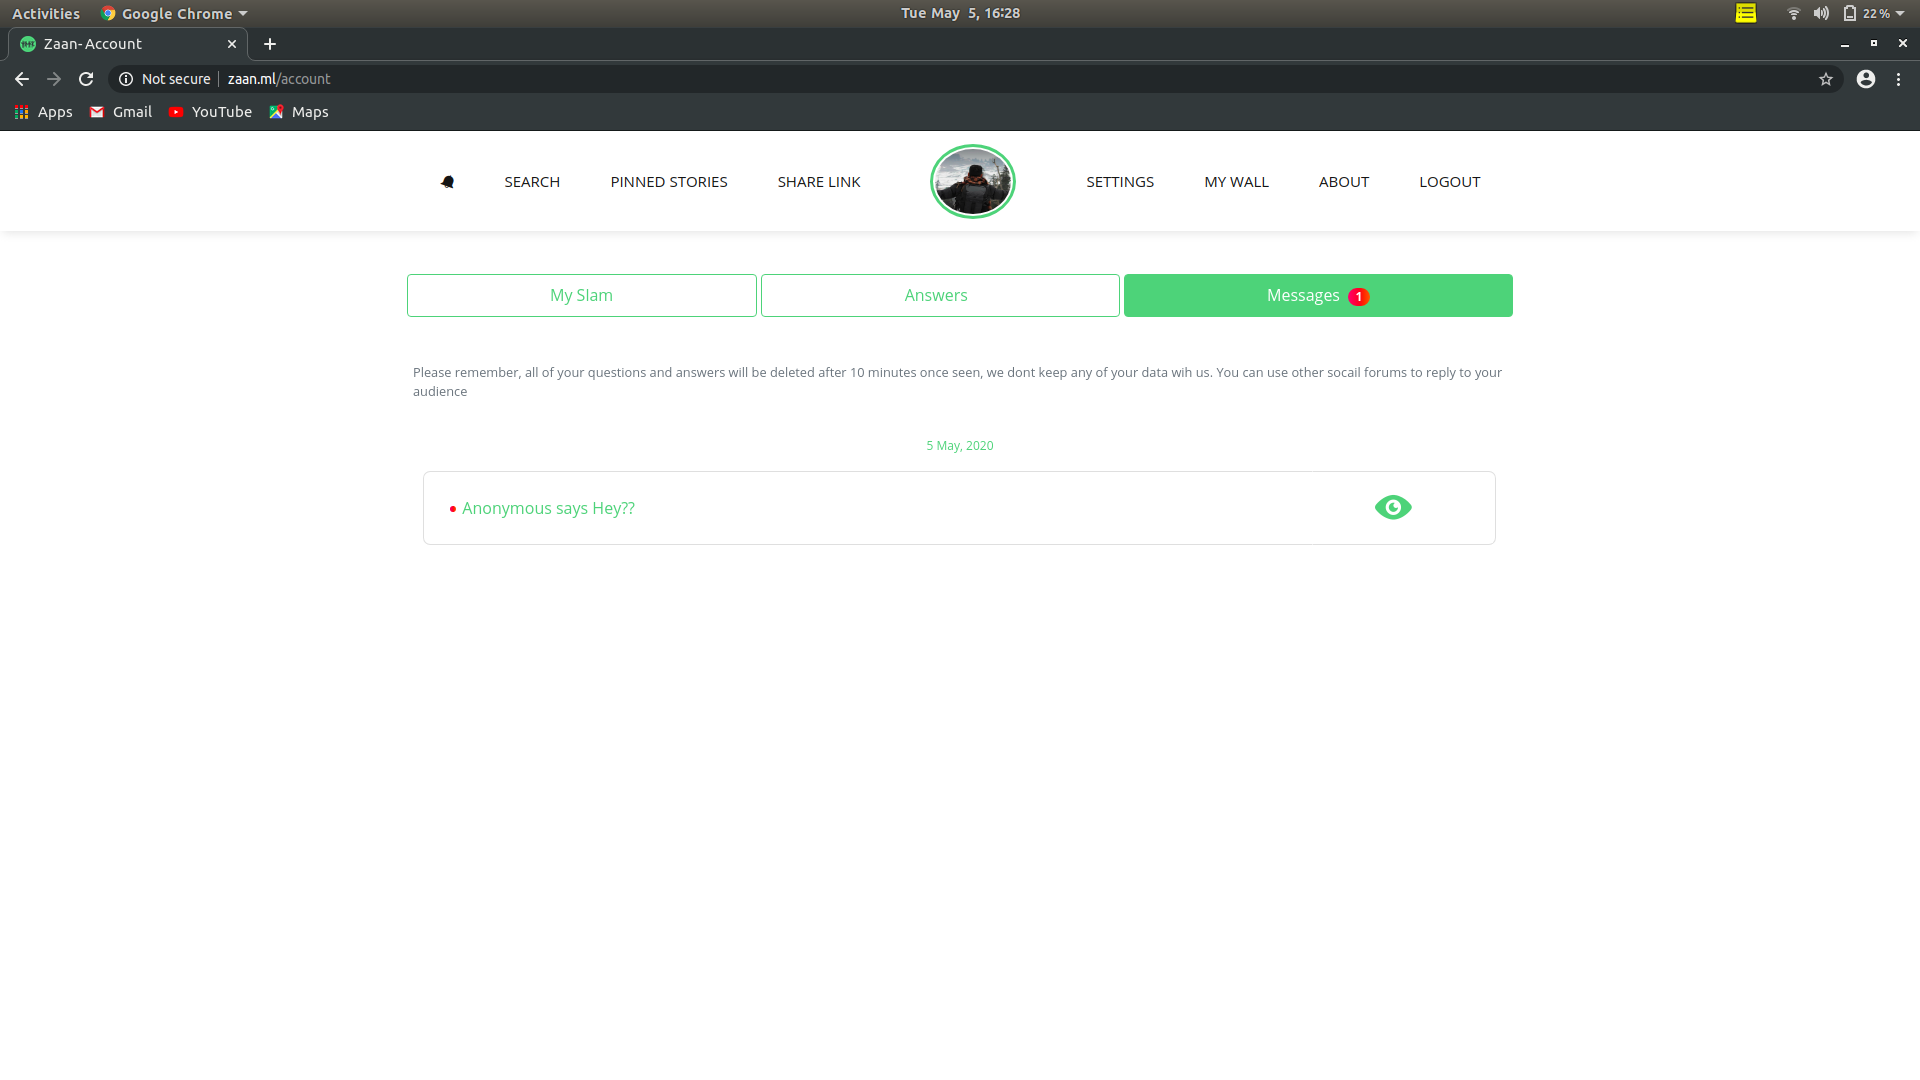 Activities
Google Chrome
Tue May 5, 16:28
22 %
Zaan- Account
Not secure
zaan.ml/account
Apps
Gmail
YouTube
Maps
SEARCH
PINNED STORIES
SHARE LINK
SETTINGS
MY WALL
ABOUT
LOGOUT
My Slam
Answers
Messages 1
Please remember, all of your questions and answers will be deleted after 10 minutes once seen, we dont keep any of your data wih us. You can use other socail forums to reply to your
audience
5 May, 2020
Anonymous says Hey??